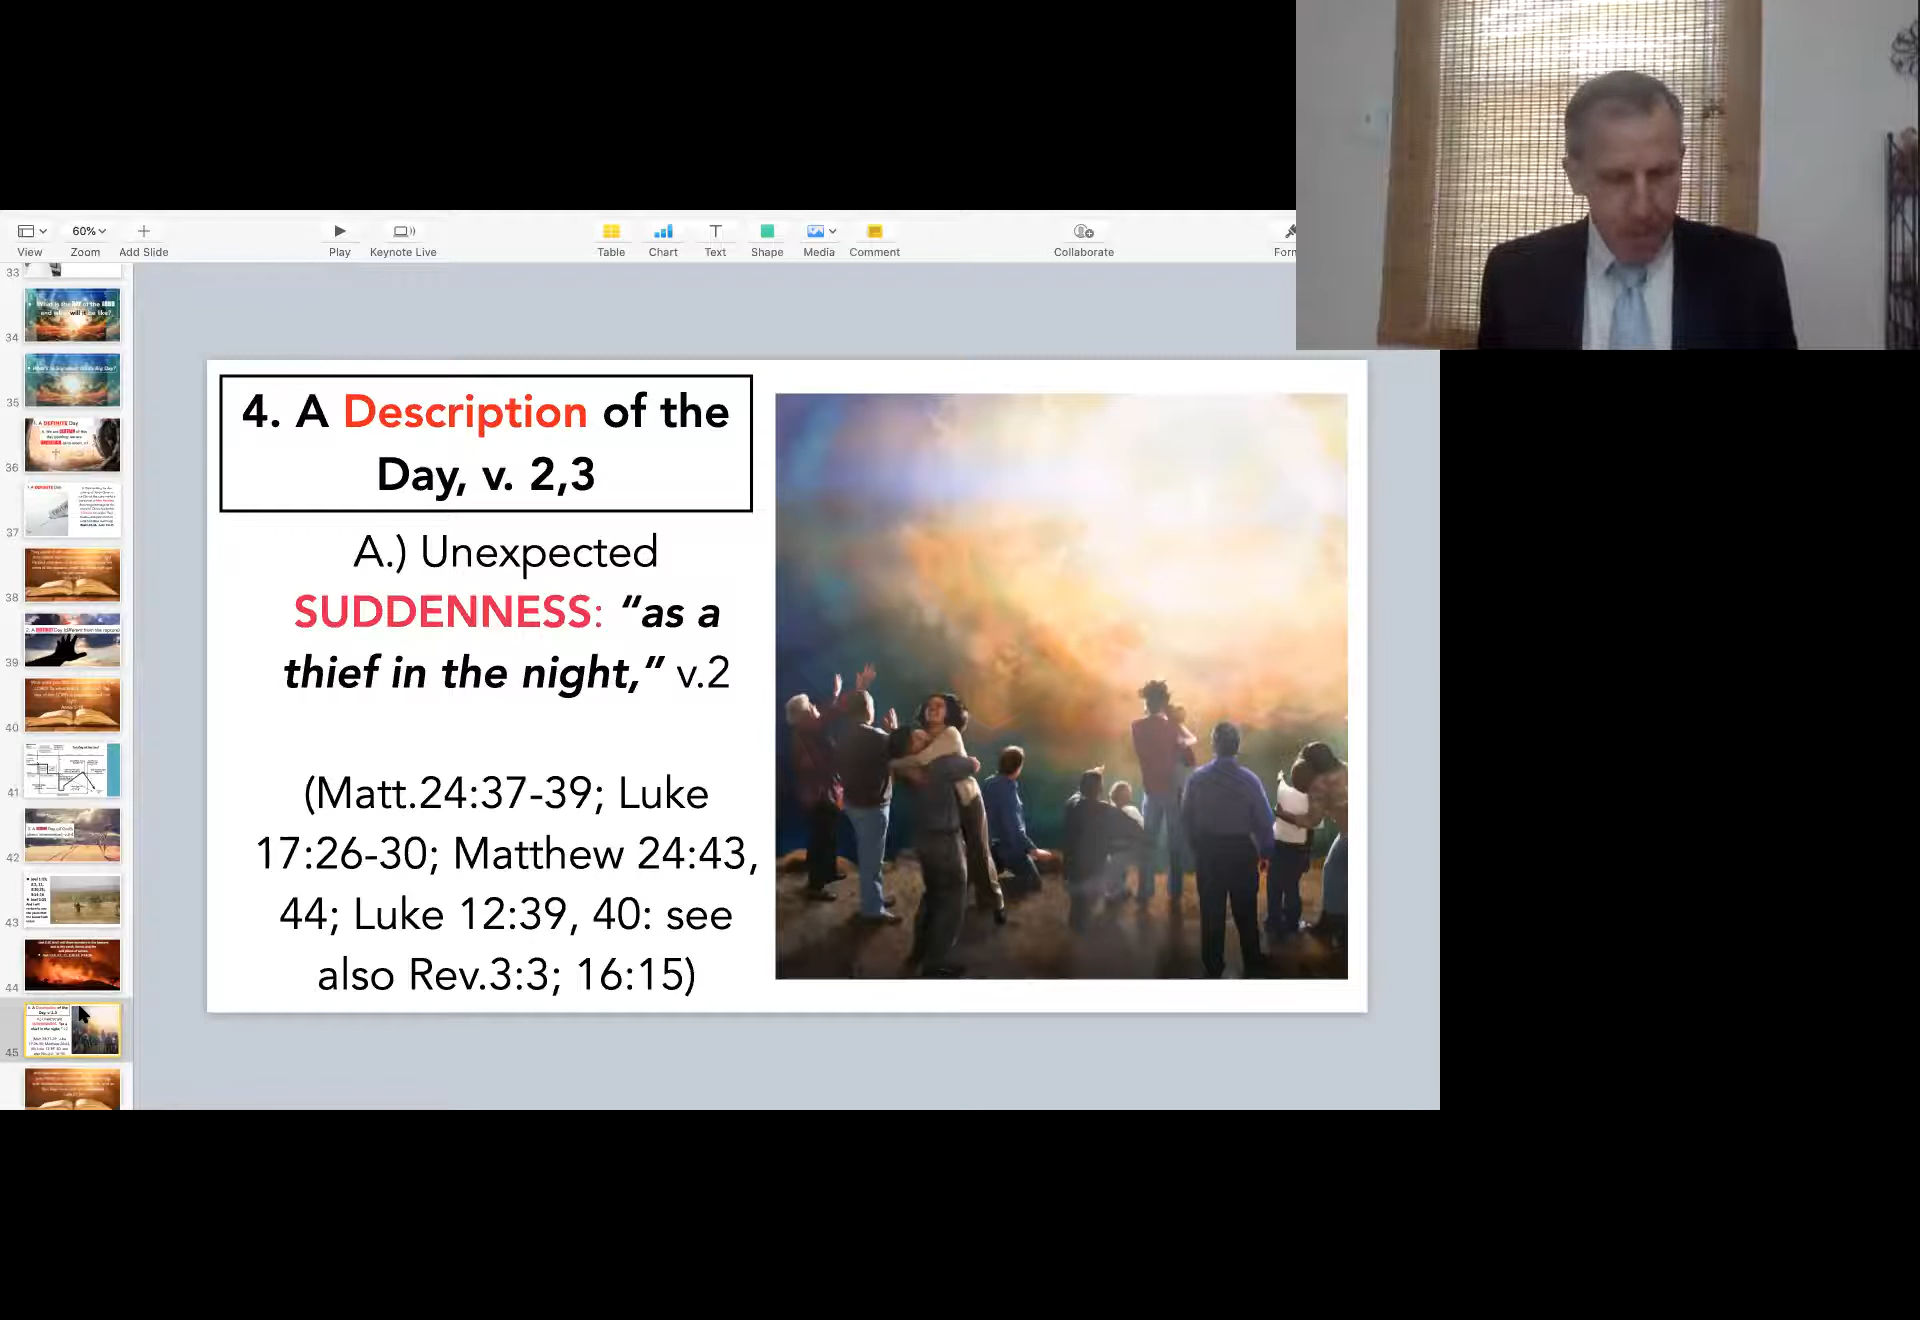 60%
View
Zoom
Add Slide
Play
Keynote Live
Table
Chart
Text
Shape
Media
Comment
Collaborate
33
34
35
36
37
38
39
40
41
42
43
44
45
4. A Description of the
Day, v. 2,3
A.) Unexpected
SUDDENNESS: “as a
thief in the night,” v.2
(Matt.24:37-39; Luke
17:26-30; Matthew 24:43,
44; Luke 12:39, 40: see
also Rev.3:3; 16:15)